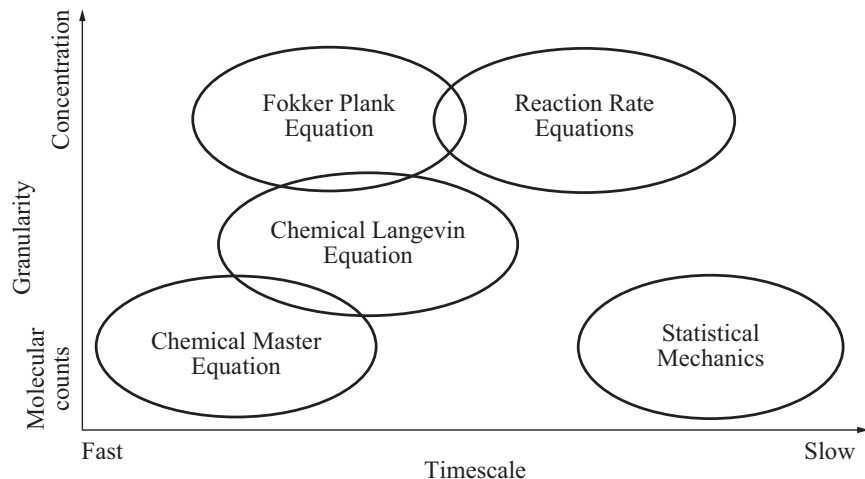 Concentration
Granularity
Molecular
counts
Fokker Plank
Equation
Reaction Rate
Equations
Chemical Langevin
Equation
Chemical Master
Equation
Statistical
Mechanics
Fast
Slow
Timescale